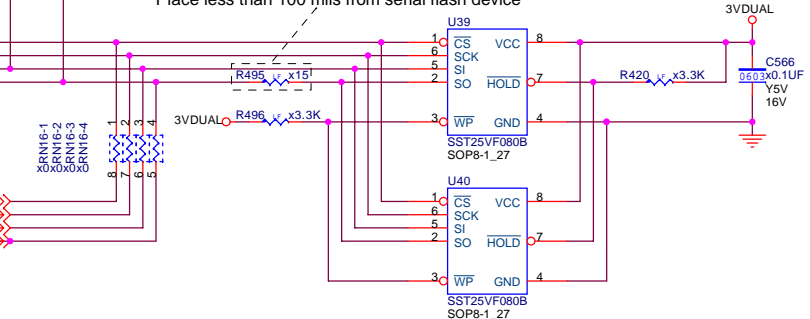 Place less than 100 mils from serial flash device
3VDUAL
U39
1 CS VCC 8
6 SCK
5 SI
2 SO HOLD 7
3 WP GND 4
SST25VF080B
SOP8-1_27
R495 LF x15
R420 LF x3.3K
C566
0603 x0.1UF
Y5V
16V
3VDUAL R496 LF x3.3K
RN16-1
RN16-2
RN16-3
RN16-4
x0x0x0x0
1 2 3 4
8 7 6 5
U40
1 CS VCC 8
6 SCK
5 SI
2 SO HOLD 7
3 WP GND 4
SST25VF080B
SOP8-1_27